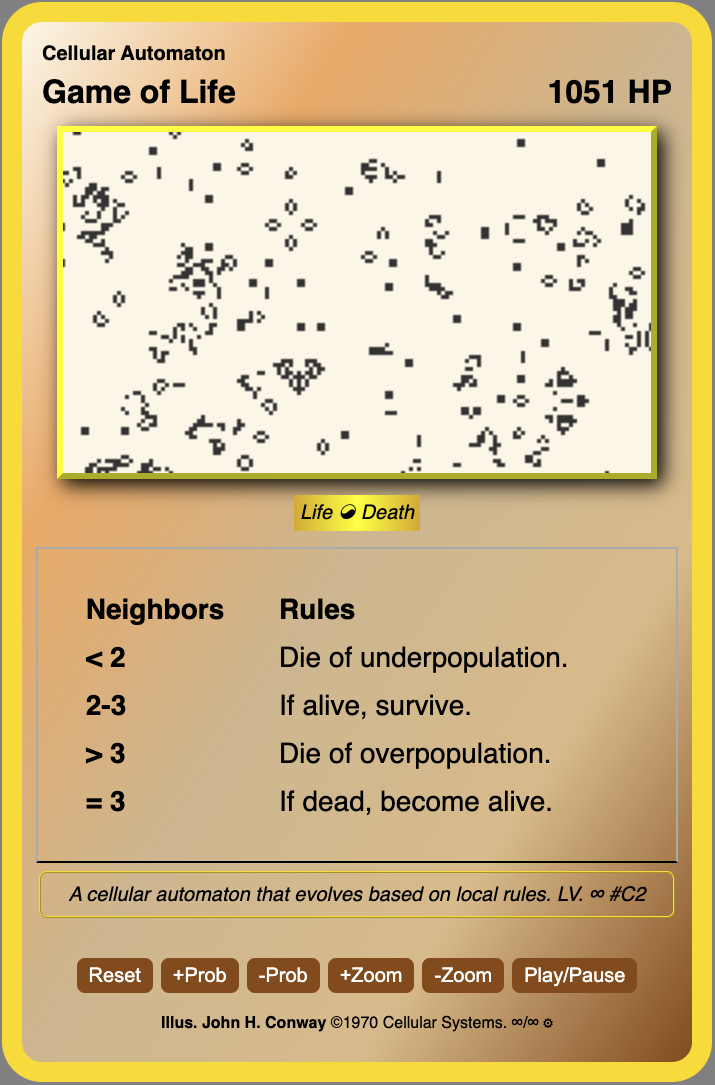 Cellular Automaton
Game of Life 1051 HP
Life ☯ Death
Neighbors Rules
< 2 Die of underpopulation.
2-3 If alive, survive.
> 3 Die of overpopulation.
= 3 If dead, become alive.
A cellular automaton that evolves based on local rules. LV. ∞ #C2
Reset +Prob -Prob +Zoom -Zoom Play/Pause
Illus. John H. Conway ©1970 Cellular Systems. ∞/∞ ⚙